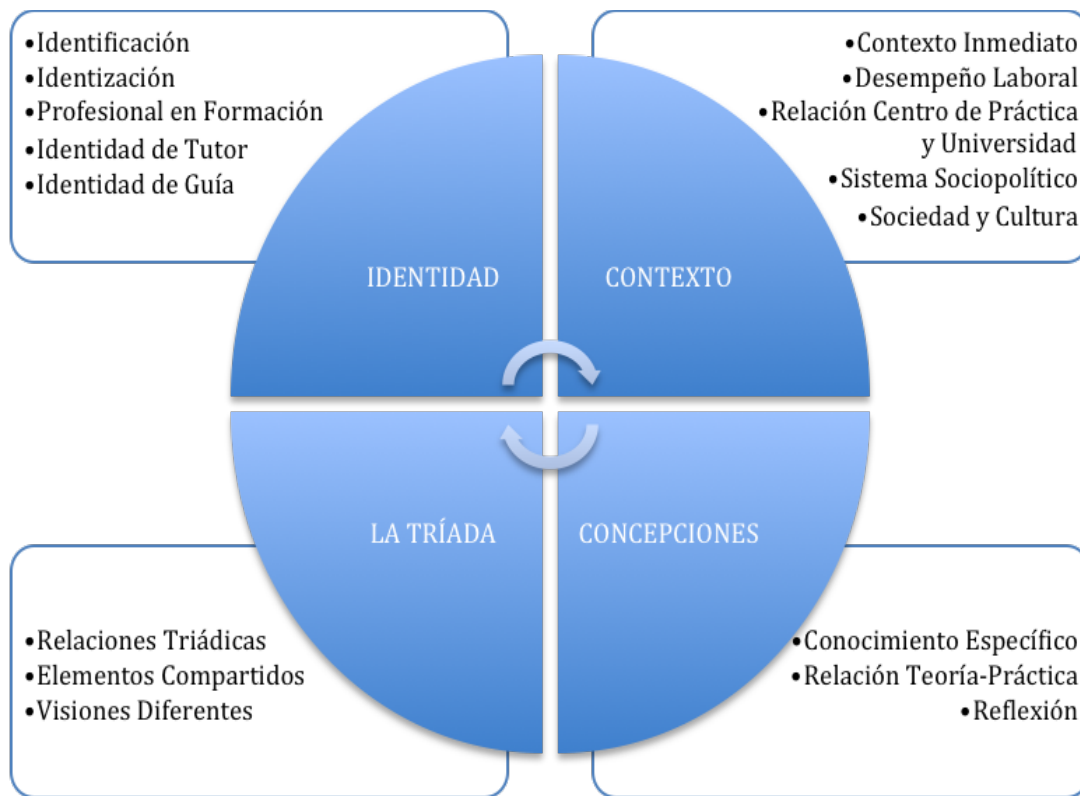 •Identificación
•Identización
•Profesional en Formación
•Identidad de Tutor
•Identidad de Guía
•Contexto Inmediato
•Desempeño Laboral
•Relación Centro de Práctica
y Universidad
•Sistema Sociopolítico
•Sociedad y Cultura
IDENTIDAD
CONTEXTO
LA TRÍADA
CONCEPCIONES
•Relaciones Triádicas
•Elementos Compartidos
•Visiones Diferentes
•Conocimiento Específico
•Relación Teoría-Práctica
•Reflexión